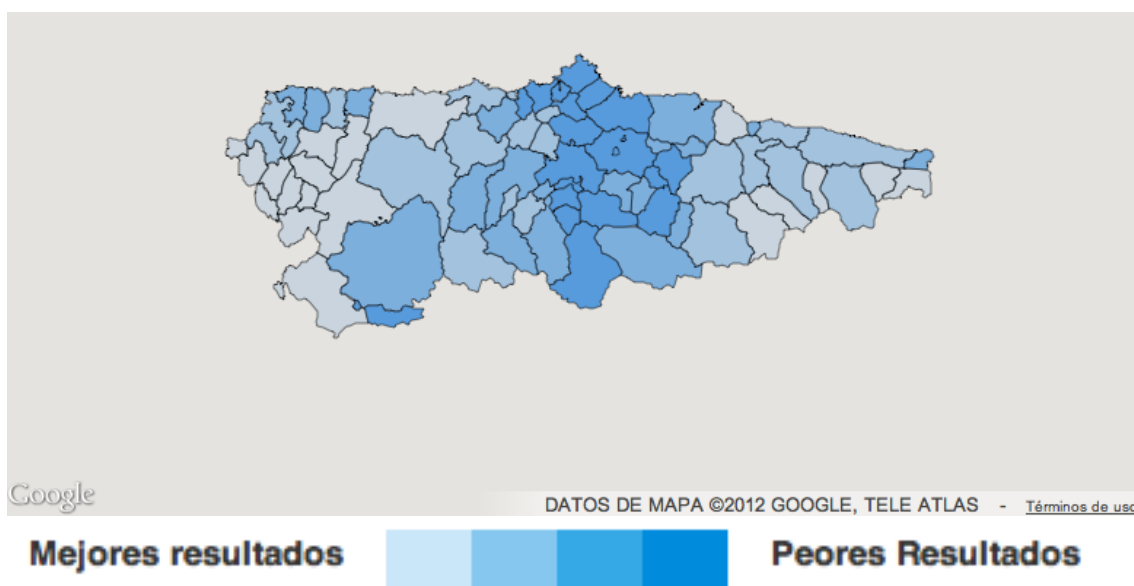 Google
DATOS DE MAPA ©2012 GOOGLE, TELE ATLAS - Términos de uso
Mejores resultados
Peores Resultados